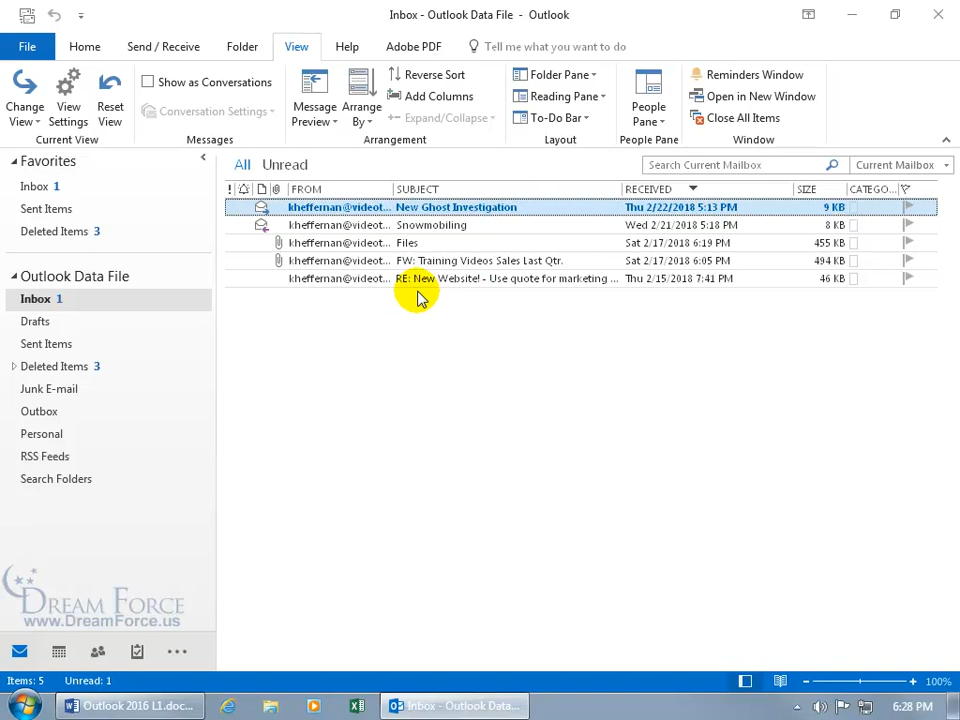 Inbox - Outlook Data File - Outlook
File Home Send / Receive Folder View Help Adobe PDF Tell me what you want to do
Change View
View Settings
Reset View
Show as Conversations
Conversation Settings
Message Preview
Arrange By
Reverse Sort
Add Columns
Expand/Collapse
Folder Pane
Reading Pane
To-Do Bar
People Pane
Reminders Window
Open in New Window
Close All Items
Current View Messages Arrangement Layout People Pane Window
Favorites
Inbox 1
Sent Items
Deleted Items 3
Outlook Data File
Inbox 1
Drafts
Sent Items
Deleted Items 3
Junk E-mail
Outbox
Personal
RSS Feeds
Search Folders
DREAM FORCE
www.DreamForce.us
All Unread Search Current Mailbox Current Mailbox
! FROM SUBJECT RECEIVED SIZE CATEGO...
kheffernan@videot... New Ghost Investigation Thu 2/22/2018 5:13 PM 9 KB
kheffernan@videot... Snowmobiling Wed 2/21/2018 5:18 PM 8 KB
kheffernan@videot... Files Sat 2/17/2018 6:19 PM 455 KB
kheffernan@videot... FW: Training Videos Sales Last Qtr. Sat 2/17/2018 6:05 PM 494 KB
kheffernan@videot... RE: New Website! - Use quote for marketing ... Thu 2/15/2018 7:41 PM 46 KB
Items: 5 Unread: 1 100%
Outlook 2016 L1.doc... Inbox - Outlook Data... 6:28 PM